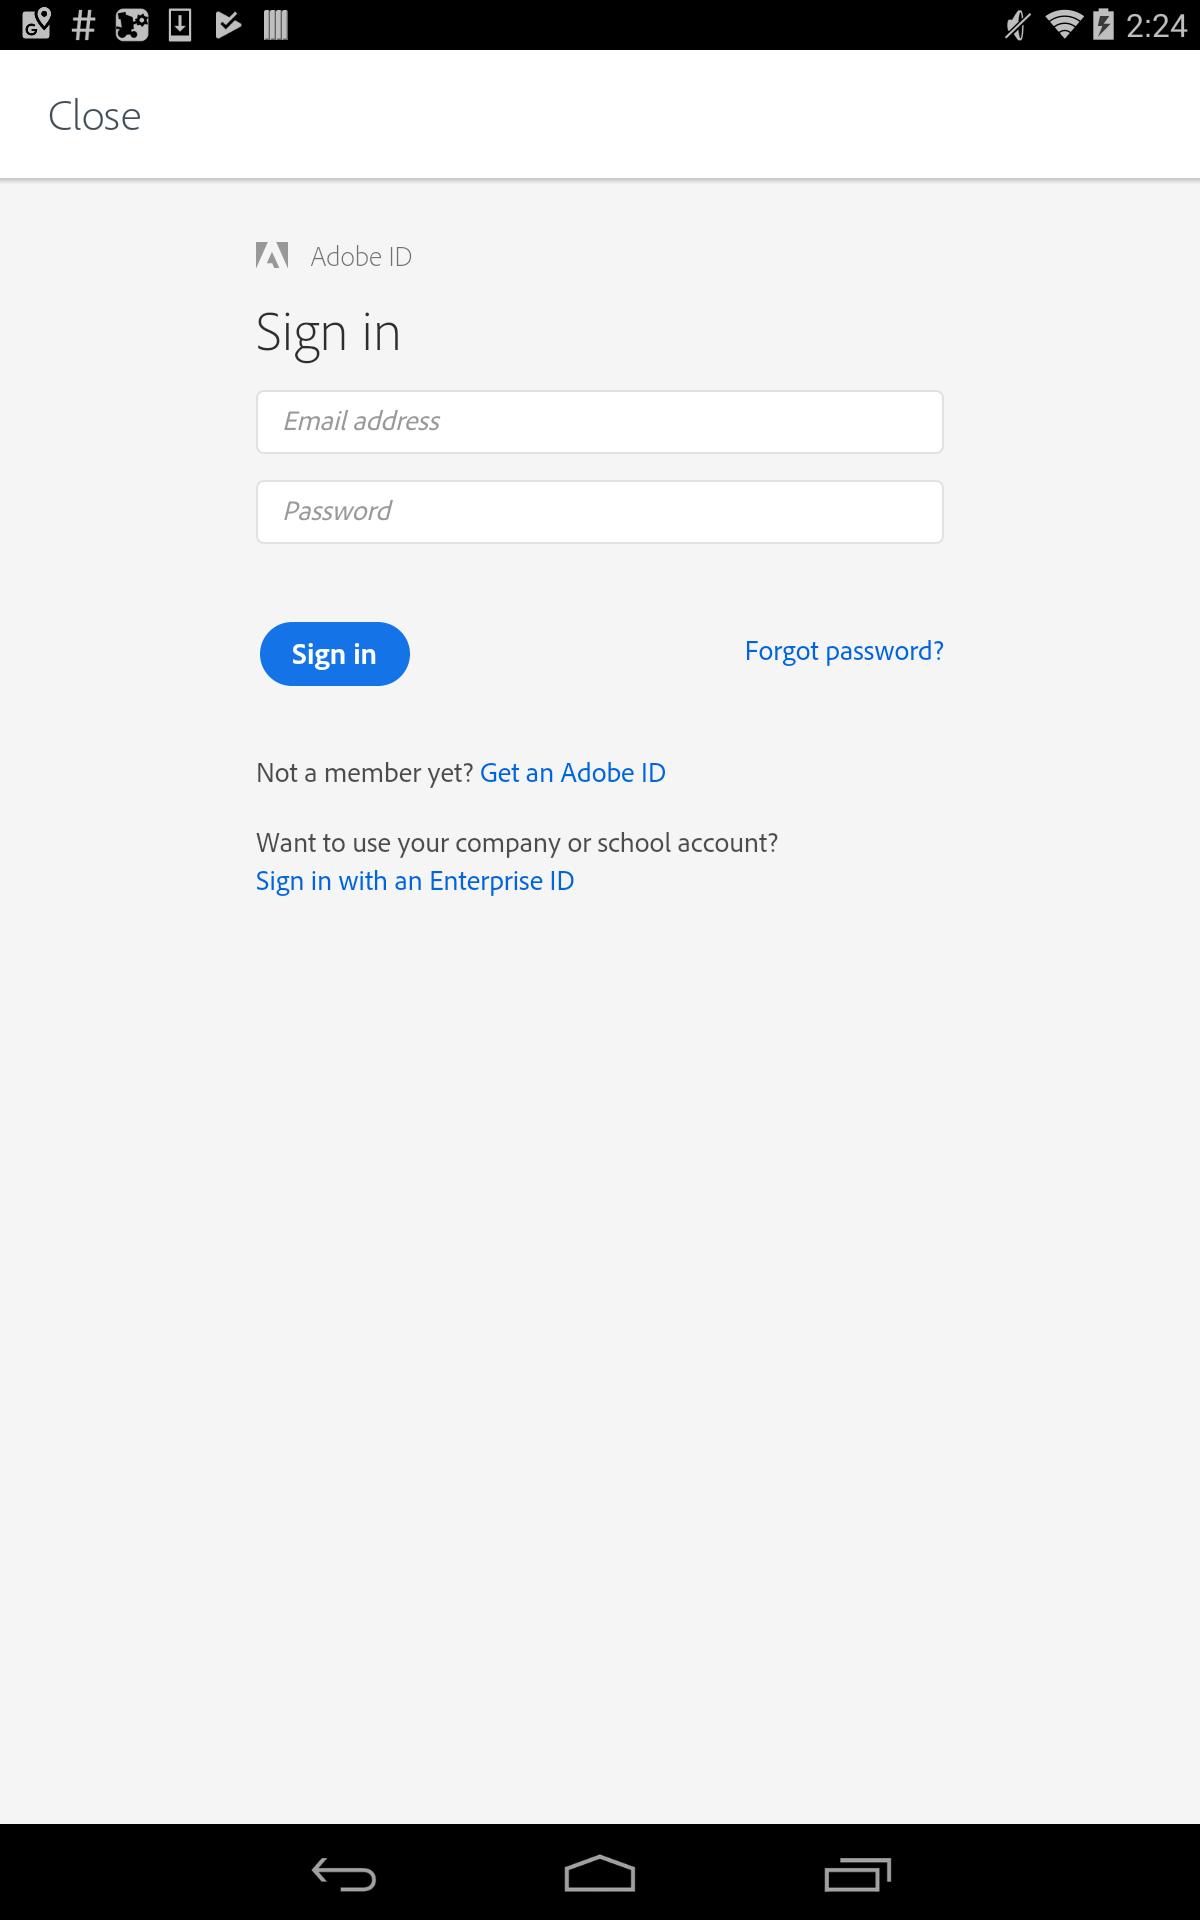 2:24
Close
Adobe ID
Sign in
Email address
Password
Sign in
Forgot password?
Not a member yet? Get an Adobe ID
Want to use your company or school account?
Sign in with an Enterprise ID